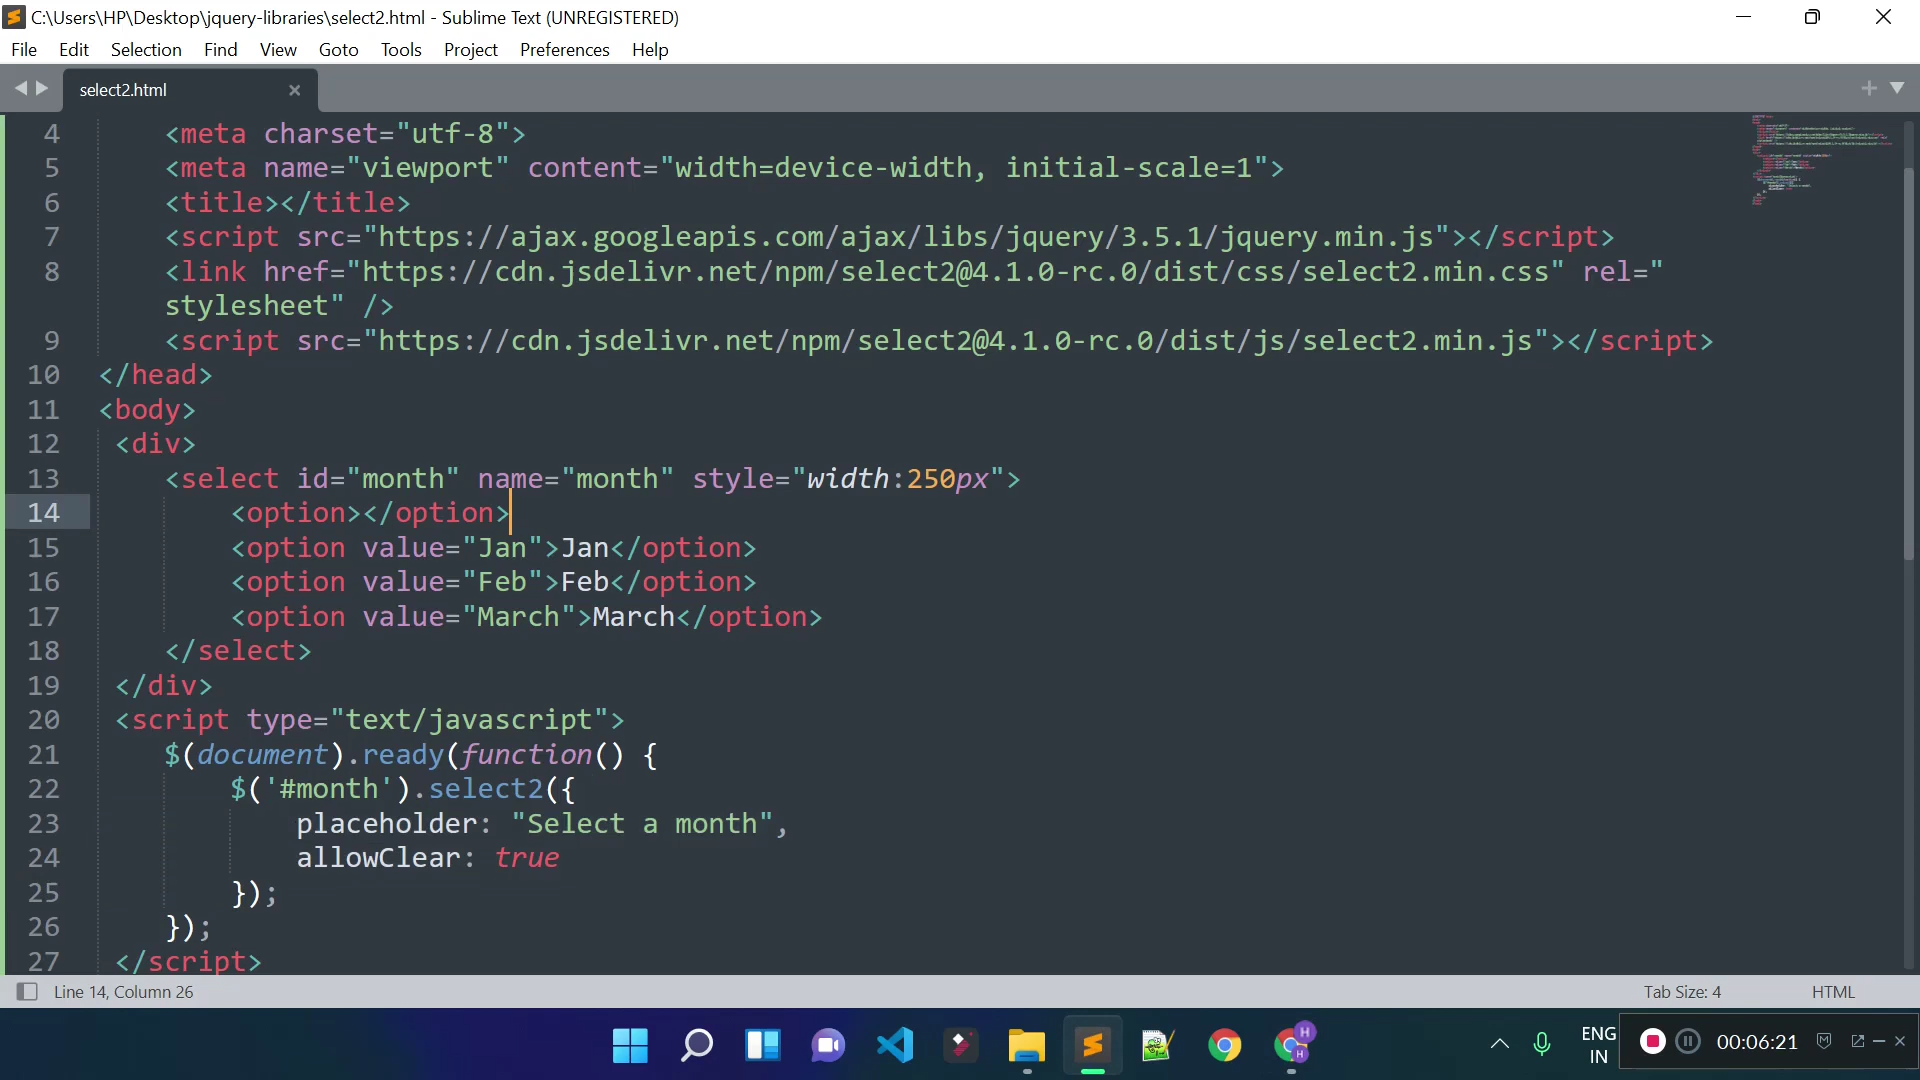 C:\Users\HP\Desktop\jquery-libraries\select2.html - Sublime Text (UNREGISTERED)
File Edit Selection Find View Goto Tools Project Preferences Help
select2.html
4 <meta charset="utf-8">
5 <meta name="viewport" content="width=device-width, initial-scale=1">
6 <title></title>
7 <script src="https://ajax.googleapis.com/ajax/libs/jquery/3.5.1/jquery.min.js"></script>
8 <link href="https://cdn.jsdelivr.net/npm/select2@4.1.0-rc.0/dist/css/select2.min.css" rel="
stylesheet" />
9 <script src="https://cdn.jsdelivr.net/npm/select2@4.1.0-rc.0/dist/js/select2.min.js"></script>
10 </head>
11 <body>
12 <div>
13 <select id="month" name="month" style="width:250px">
14 <option></option>
15 <option value="Jan">Jan</option>
16 <option value="Feb">Feb</option>
17 <option value="March">March</option>
18 </select>
19 </div>
20 <script type="text/javascript">
21 $(document).ready(function() {
22 $('#month').select2({
23 placeholder: "Select a month",
24 allowClear: true
25 });
26 });
27 </script>
Line 14, Column 26 Tab Size: 4 HTML
H
H
ENG
IN
00:06:21